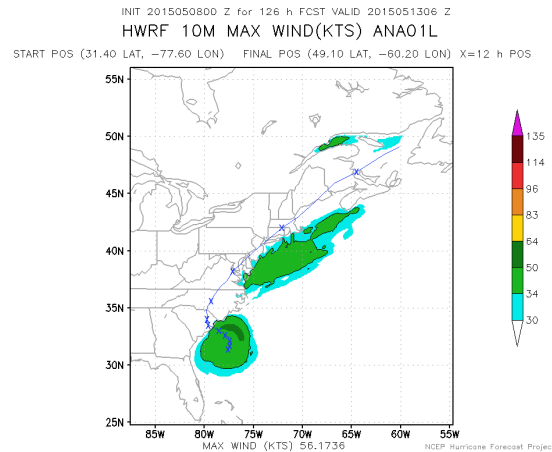 INIT 2015050800 Z for 126 h FCST VALID 2015051306 Z
HWRF 10M MAX WIND(KTS) ANA01L
START POS (31.40 LAT, -77.60 LON) FINAL POS (49.10 LAT, -60.20 LON) X=12 h POS
55N
50N
45N
40N
35N
30N
25N
135
114
96
83
64
50
34
30
85W 80W 75W 70W 65W 60W 55W
MAX WIND (KTS) 56.1736
NCEP Hurricane Forecast Projec